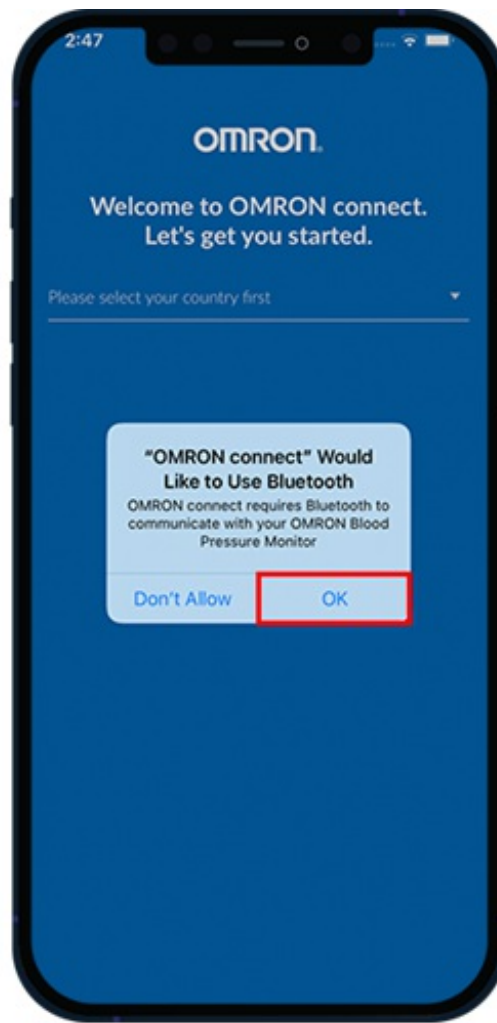 2:47
OMRON
Welcome to OMRON connect.
Let's get you started.
Please select your country first
"OMRON connect" Would
Like to Use Bluetooth
OMRON connect requires Bluetooth to
communicate with your OMRON Blood
Pressure Monitor
Don't Allow
OK